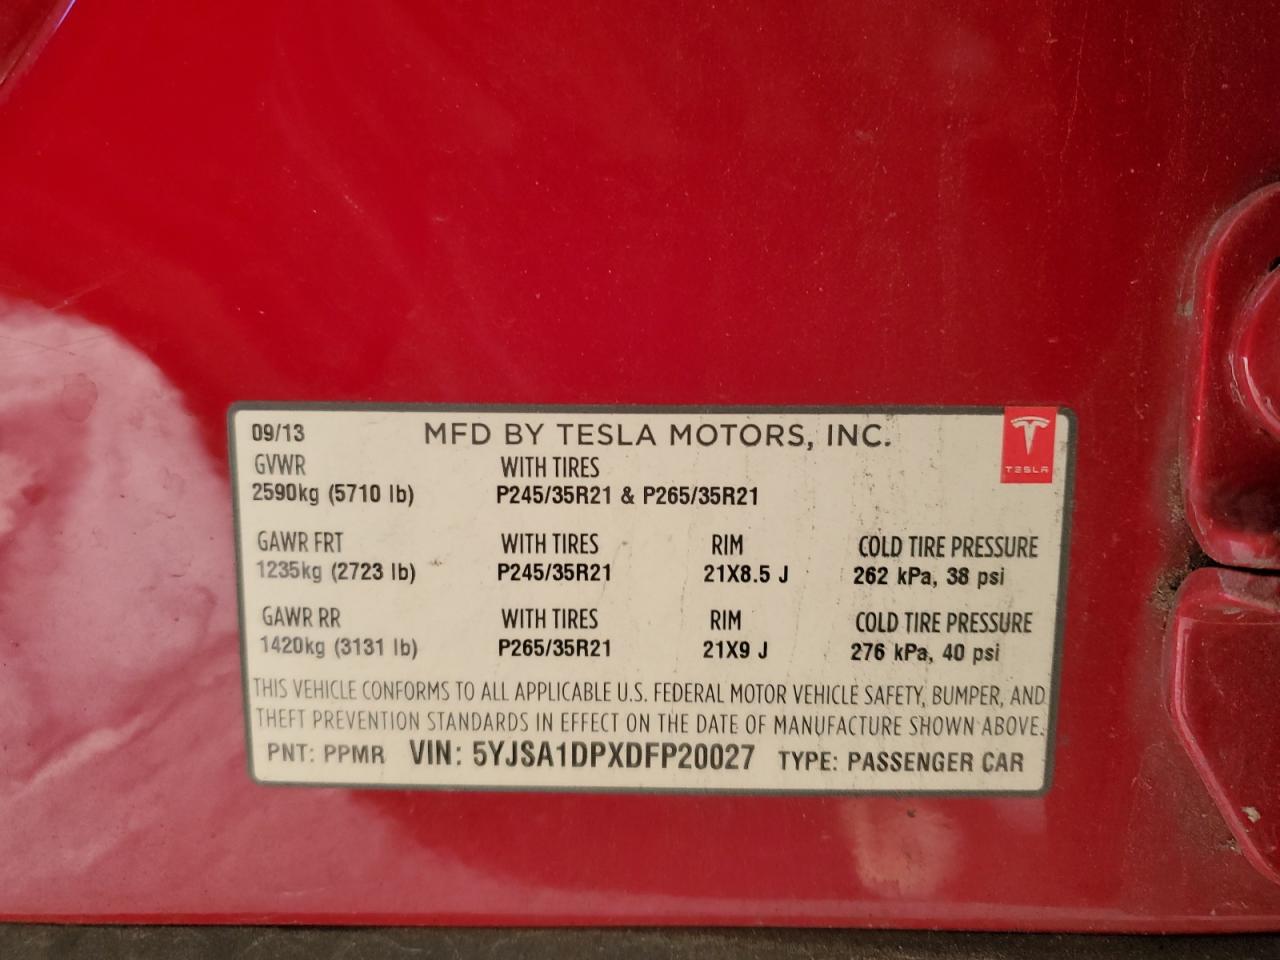 09/13 MFD BY TESLA MOTORS, INC.
TESLA
GVWR WITH TIRES
2590kg (5710 lb) P245/35R21 & P265/35R21
GAWR FRT WITH TIRES RIM COLD TIRE PRESSURE
1235kg (2723 lb) P245/35R21 21X8.5 J 262 kPa, 38 psi
GAWR RR WITH TIRES RIM COLD TIRE PRESSURE
1420kg (3131 lb) P265/35R21 21X9 J 276 kPa, 40 psi
THIS VEHICLE CONFORMS TO ALL APPLICABLE U.S. FEDERAL MOTOR VEHICLE SAFETY, BUMPER, AND
THEFT PREVENTION STANDARDS IN EFFECT ON THE DATE OF MANUFACTURE SHOWN ABOVE.
PNT: PPMR VIN: 5YJSA1DPXDFP20027 TYPE: PASSENGER CAR